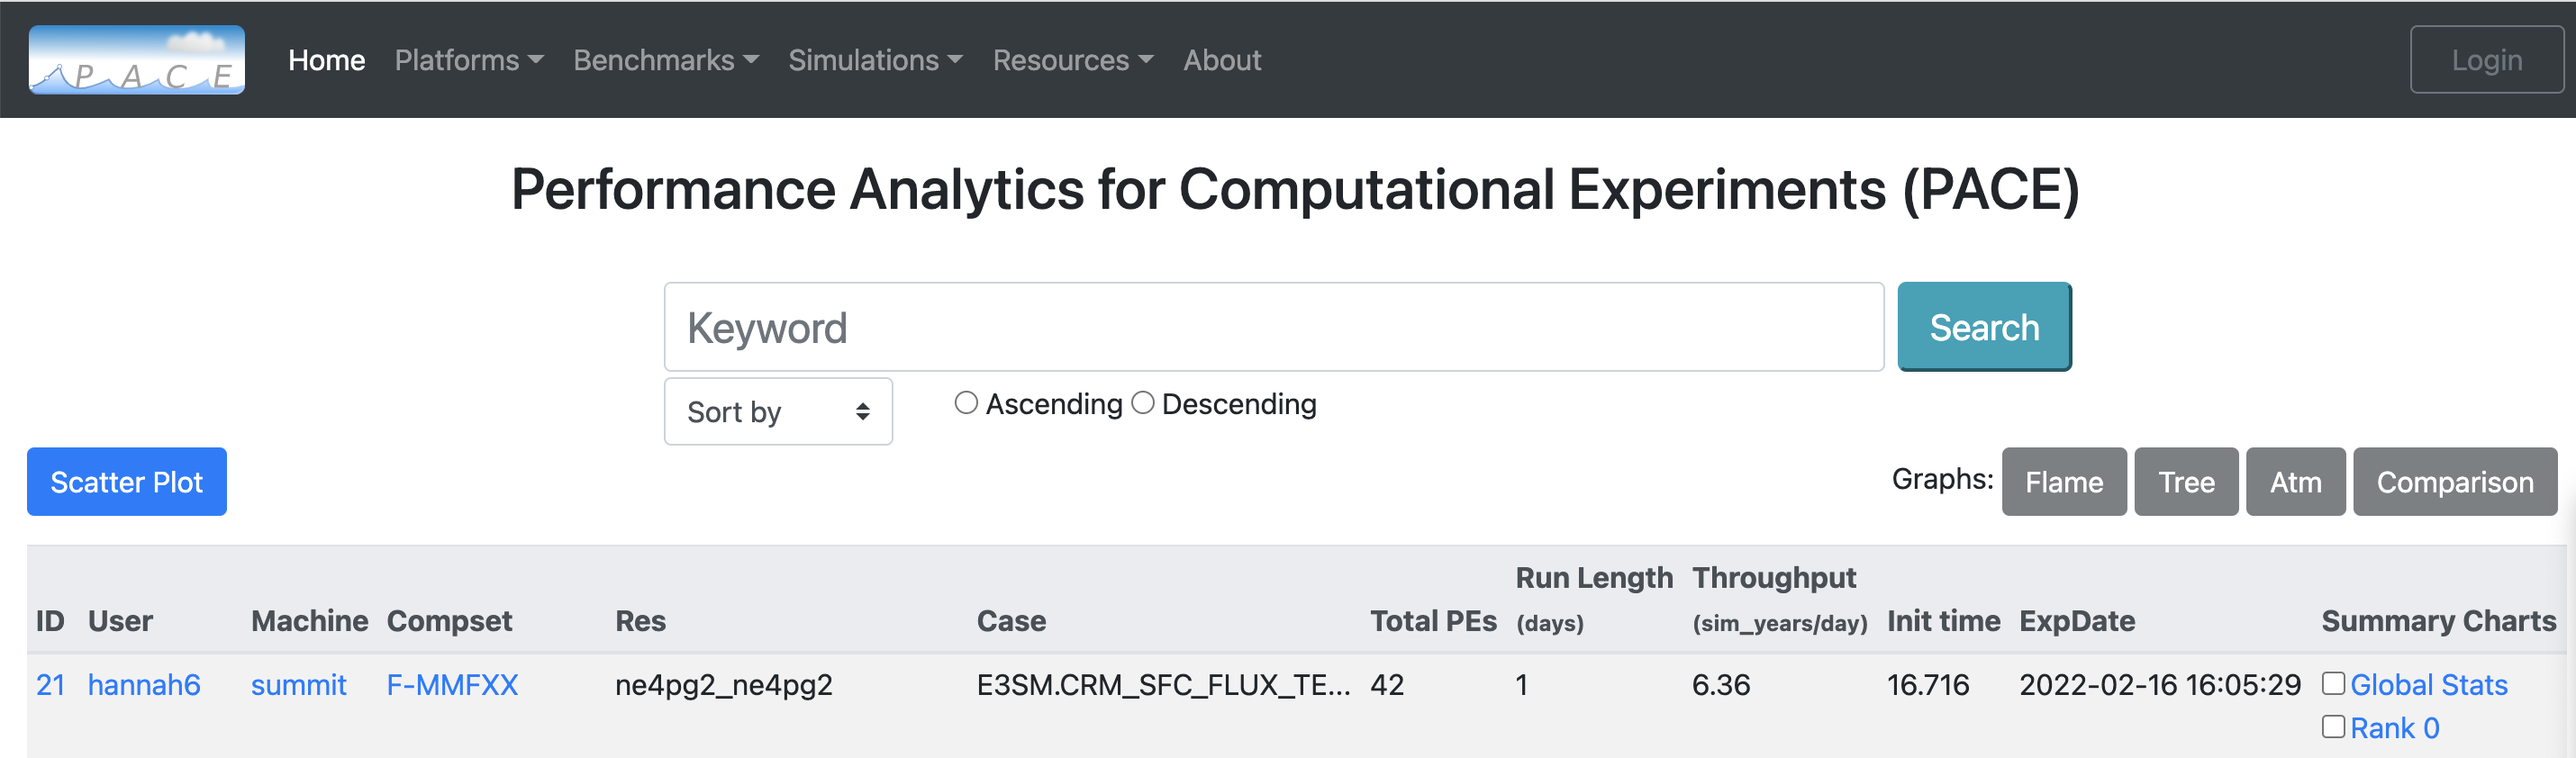 PACE Home Platforms Benchmarks Simulations Resources About Login
Performance Analytics for Computational Experiments (PACE)
Keyword Search
Sort by Ascending Descending
Scatter Plot Graphs: Flame Tree Atm Comparison
ID User Machine Compset Res Case Total PEs Run Length (days) Throughput (sim_years/day) Init time ExpDate Summary Charts
21 hannah6 summit F-MMFXX ne4pg2_ne4pg2 E3SM.CRM_SFC_FLUX_TE... 42 1 6.36 16.716 2022-02-16 16:05:29 Global Stats
Rank 0